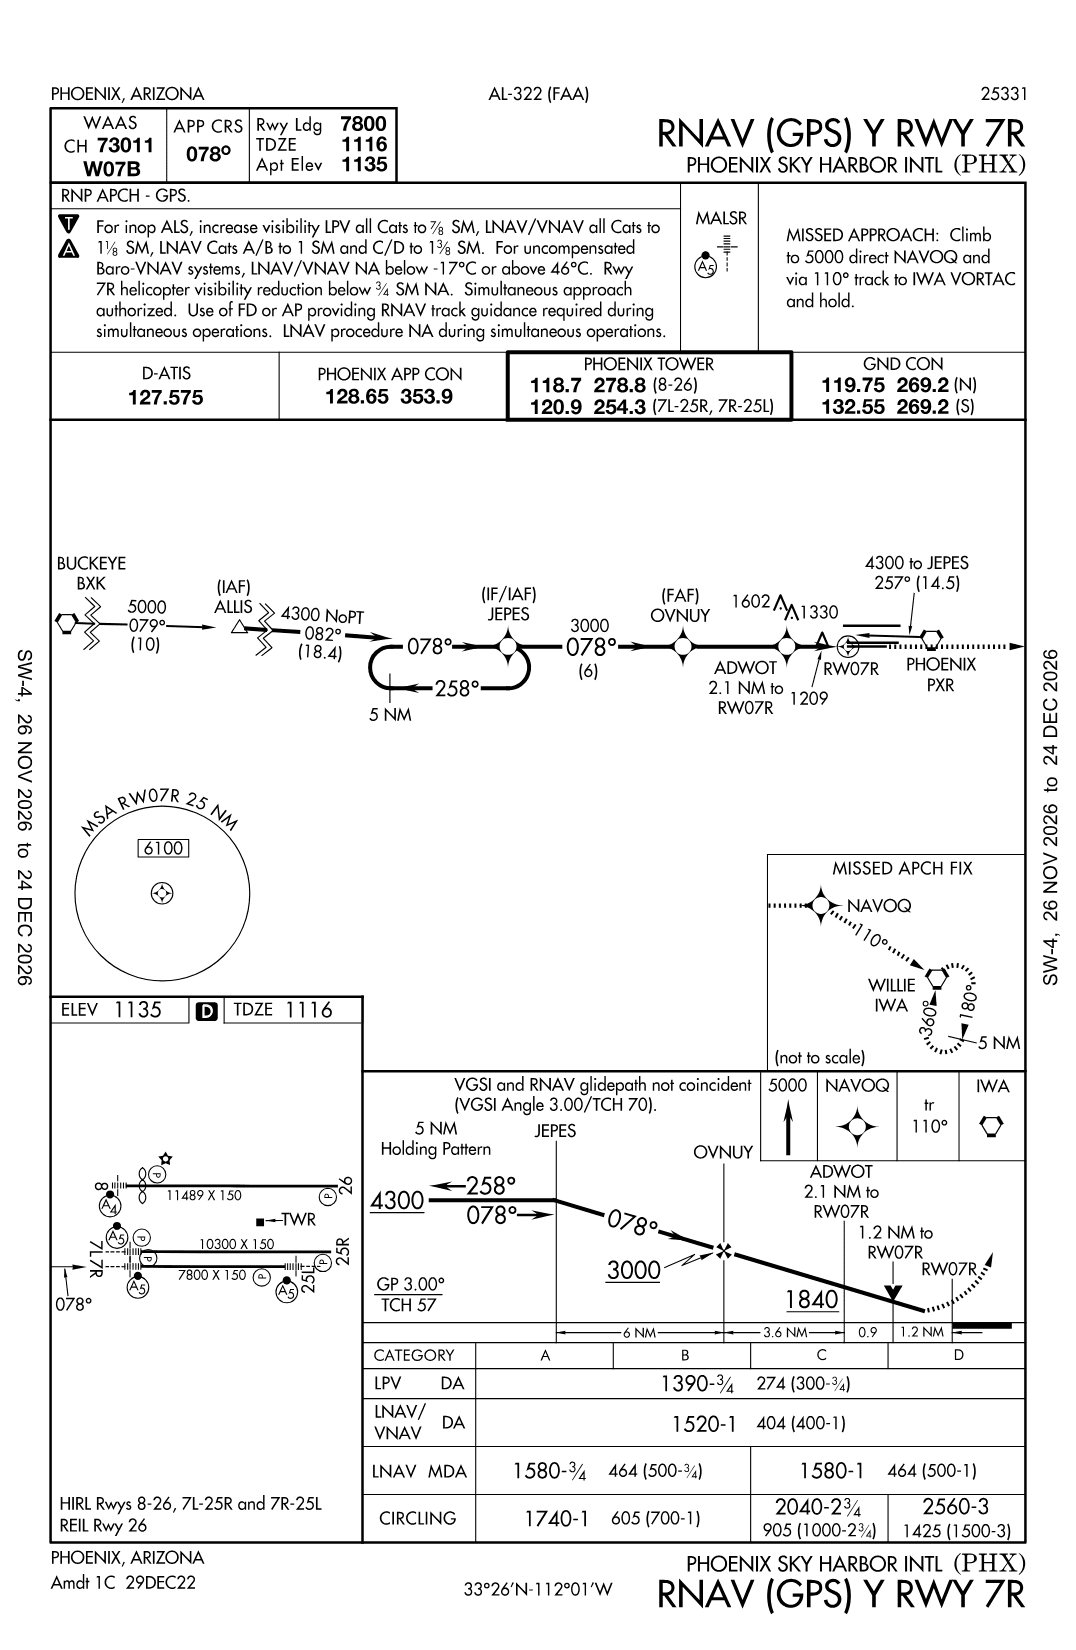 PHOENIX, ARIZONA
AL-322 (FAA)
25331
WAAS
CH 73011
W07B
APP CRS
078°
Rwy Ldg 7800
TDZE 1116
Apt Elev 1135
RNAV (GPS) Y RWY 7R
PHOENIX SKY HARBOR INTL (PHX)
RNP APCH - GPS.
T
A
For inop ALS, increase visibility LPV all Cats to ⅞ SM, LNAV/VNAV all Cats to
1⅛ SM, LNAV Cats A/B to 1 SM and C/D to 1⅜ SM. For uncompensated
Baro-VNAV systems, LNAV/VNAV NA below -17°C or above 46°C. Rwy
7R helicopter visibility reduction below ¾ SM NA. Simultaneous approach
authorized. Use of FD or AP providing RNAV track guidance required during
simultaneous operations. LNAV procedure NA during simultaneous operations.
MALSR
A5
MISSED APPROACH: Climb
to 5000 direct NAVOQ and
via 110° track to IWA VORTAC
and hold.
D-ATIS
127.575
PHOENIX APP CON
128.65 353.9
PHOENIX TOWER
118.7 278.8 (8-26)
120.9 254.3 (7L-25R, 7R-25L)
GND CON
119.75 269.2 (N)
132.55 269.2 (S)
BUCKEYE
BXK
5000
079°
(10)
(IAF)
ALLIS
4300 NoPT
082°
(18.4)
(IF/IAF)
JEPES
078°
258°
5 NM
3000
078°
(6)
(FAF)
OVNUY
1602
1330
ADWOT
2.1 NM to
RW07R
1209
RW07R
4300 to JEPES
257° (14.5)
PHOENIX
PXR
SW-4, 26 NOV 2026 to 24 DEC 2026
SW-4, 26 NOV 2026 to 24 DEC 2026
MSA RW07R 25 NM
6100
MISSED APCH FIX
NAVOQ
110°
WILLIE
IWA
360°
180°
5 NM
(not to scale)
ELEV 1135
D
TDZE 1116
8
A4
P
11489 X 150
P
26
TWR
A5
P
7L
10300 X 150
25R
P
7R
P
7800 X 150
P
25L
A5
A5
078°
HIRL Rwys 8-26, 7L-25R and 7R-25L
REIL Rwy 26
VGSI and RNAV glidepath not coincident
(VGSI Angle 3.00/TCH 70).
5000
NAVOQ
tr
110°
IWA
5 NM
Holding Pattern
JEPES
OVNUY
4300
258°
078°
078°
3000
ADWOT
2.1 NM to
RW07R
1.2 NM to
RW07R
RW07R
1840
GP 3.00°
TCH 57
6 NM
3.6 NM
0.9
1.2 NM
CATEGORY A B C D
LPV DA 1390-¾ 274 (300-¾)
LNAV/
VNAV DA 1520-1 404 (400-1)
LNAV MDA 1580-¾ 464 (500-¾) 1580-1 464 (500-1)
CIRCLING 1740-1 605 (700-1) 2040-2¾ 2560-3
905 (1000-2¾) 1425 (1500-3)
PHOENIX, ARIZONA
Amdt 1C 29DEC22
33°26'N-112°01'W
PHOENIX SKY HARBOR INTL (PHX)
RNAV (GPS) Y RWY 7R